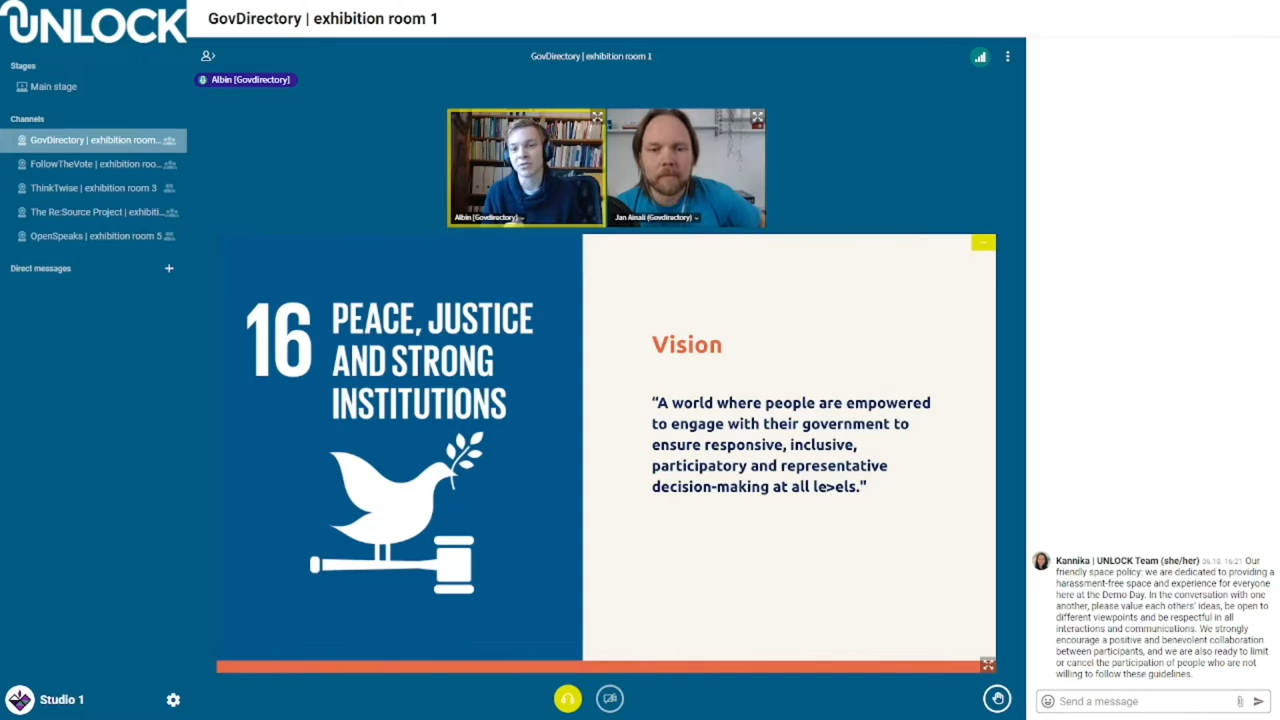 UNLOCK
GovDirectory | exhibition room 1
Stages
Main stage
Channels
GovDirectory | exhibition room...
FollowTheVote | exhibition roo...
ThinkTwise | exhibition room 3
The Re:Source Project | exhibiti...
OpenSpeaks | exhibition room 5
Direct messages
+
Studio 1
GovDirectory | exhibition room 1
Albin [Govdirectory]
Albin [Govdirectory]
Jan Ainali (Govdirectory)
16 PEACE, JUSTICE
AND STRONG
INSTITUTIONS
Vision
“A world where people are empowered
to engage with their government to
ensure responsive, inclusive,
participatory and representative
decision-making at all le>els."
Kannika | UNLOCK Team (she/her) 06.10, 16:21 Our
friendly space policy: we are dedicated to providing a
harassment-free space and experience for everyone
here at the Demo Day. In the conversation with one
another, please value each others' ideas, be open to
different viewpoints and be respectful in all
interactions and communications. We strongly
encourage a positive and benevolent collaboration
between participants, and we are also ready to limit
or cancel the participation of people who are not
willing to follow these guidelines.
Send a message